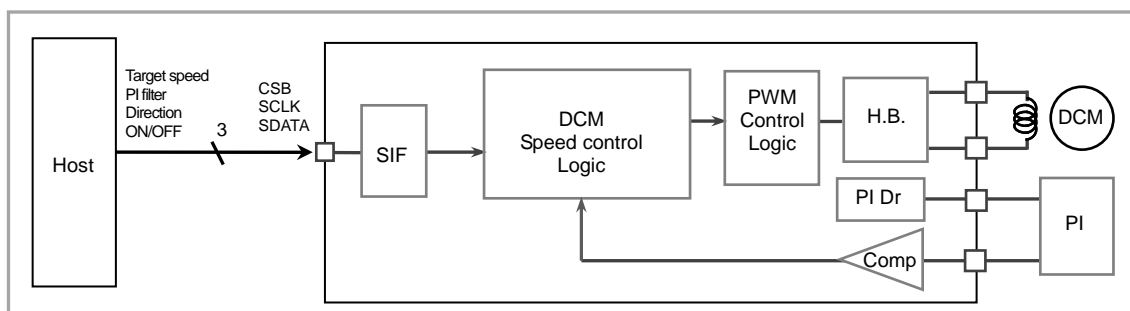 Host
Target speed
PI filter
Direction
ON/OFF
3
CSB
SCLK
SDATA
SIF
DCM
Speed control
Logic
PWM
Control
Logic
H.B.
DCM
PI Dr
PI
Comp